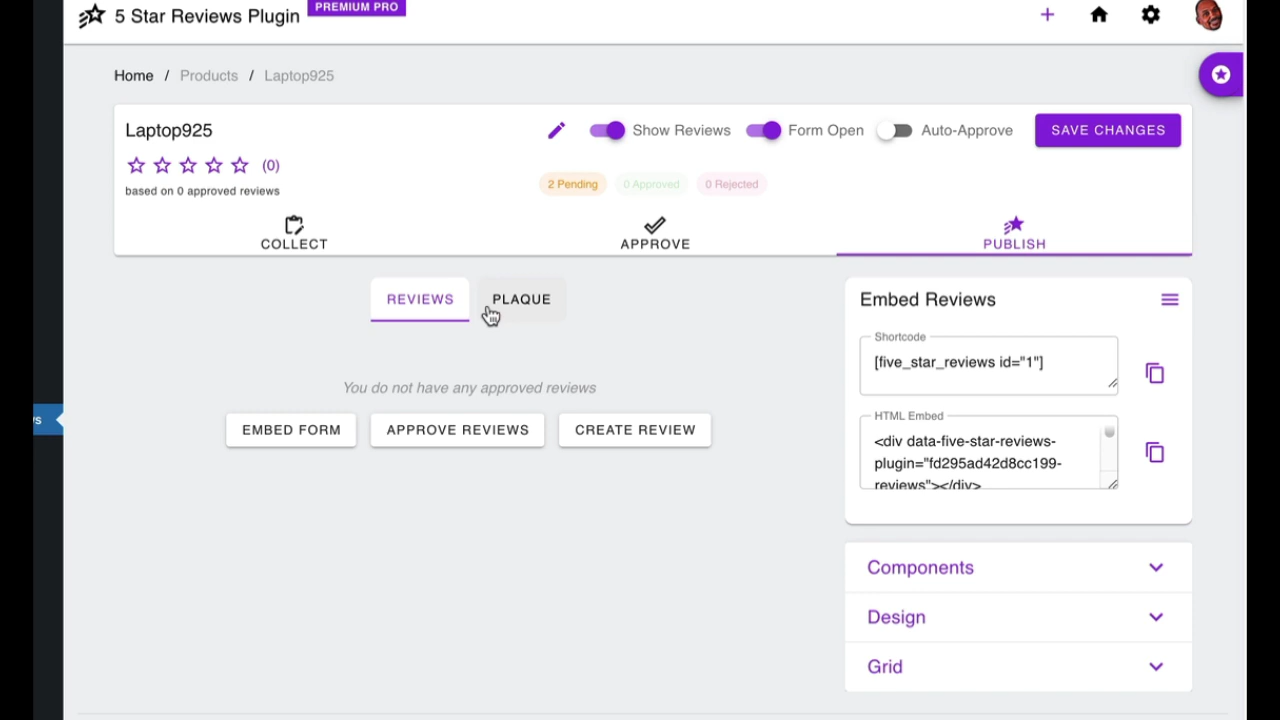 PREMIUM PRO
5 Star Reviews Plugin
Home / Products / Laptop925
Laptop925
Show Reviews
Form Open
Auto-Approve
SAVE CHANGES
(0)
based on 0 approved reviews
2 Pending
0 Approved
0 Rejected
COLLECT
APPROVE
PUBLISH
REVIEWS
PLAQUE
Embed Reviews
Shortcode
[five_star_reviews id="1"]
You do not have any approved reviews
EMBED FORM
APPROVE REVIEWS
CREATE REVIEW
HTML Embed
<div data-five-star-reviews-
plugin="fd295ad42d8cc199-
reviews"></div>
Components
Design
Grid